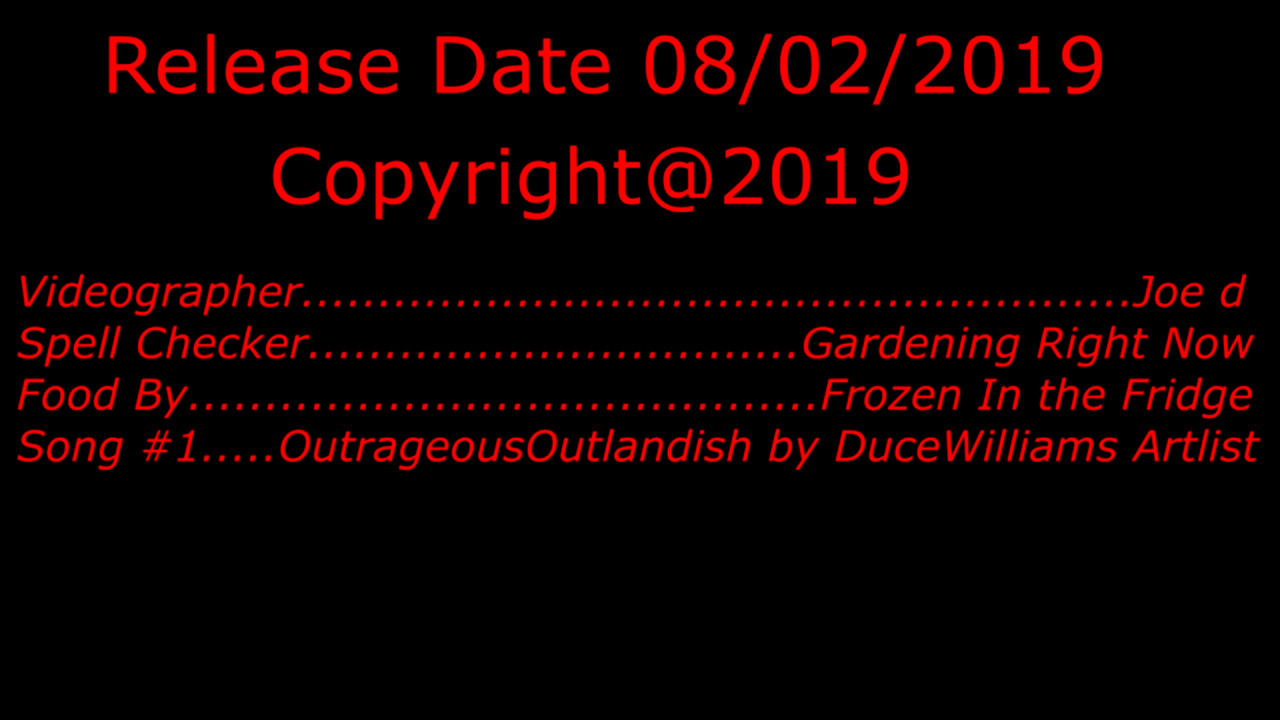 Release Date 08/02/2019
Copyright@2019
Videographer......................................................Joe d
Spell Checker................................Gardening Right Now
Food By.........................................Frozen In the Fridge
Song #1.....OutrageousOutlandish by DuceWilliams Artlist